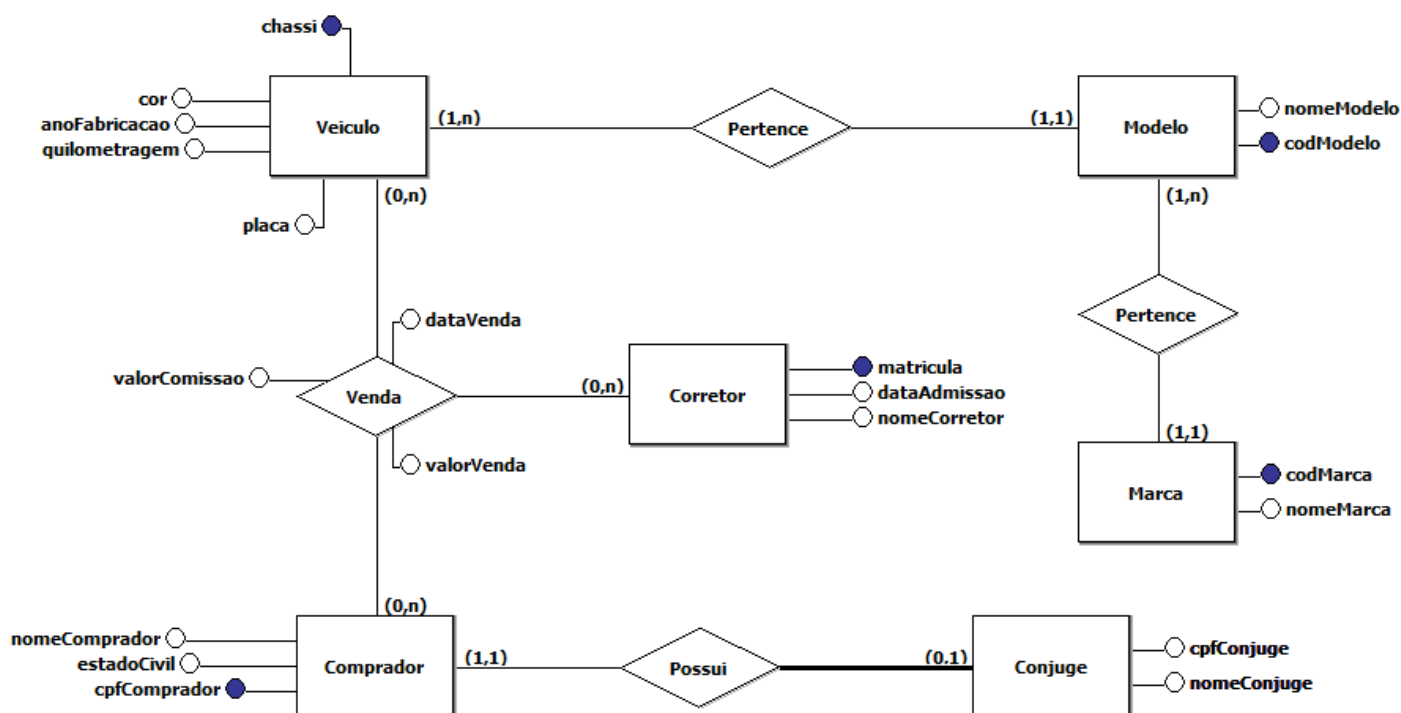 chassi
cor
anoFabricacao
quilometragem
placa
Veiculo
(1,n)
(0,n)
Pertence
(1,1)
Modelo
nomeModelo
codModelo
(1,n)
Pertence
(1,1)
Marca
codMarca
nomeMarca
dataVenda
valorComissao
Venda
valorVenda
(0,n)
Corretor
matricula
dataAdmissao
nomeCorretor
(0,n)
nomeComprador
estadoCivil
cpfComprador
Comprador
(1,1)
Possui
(0,1)
Conjuge
cpfConjuge
nomeConjuge